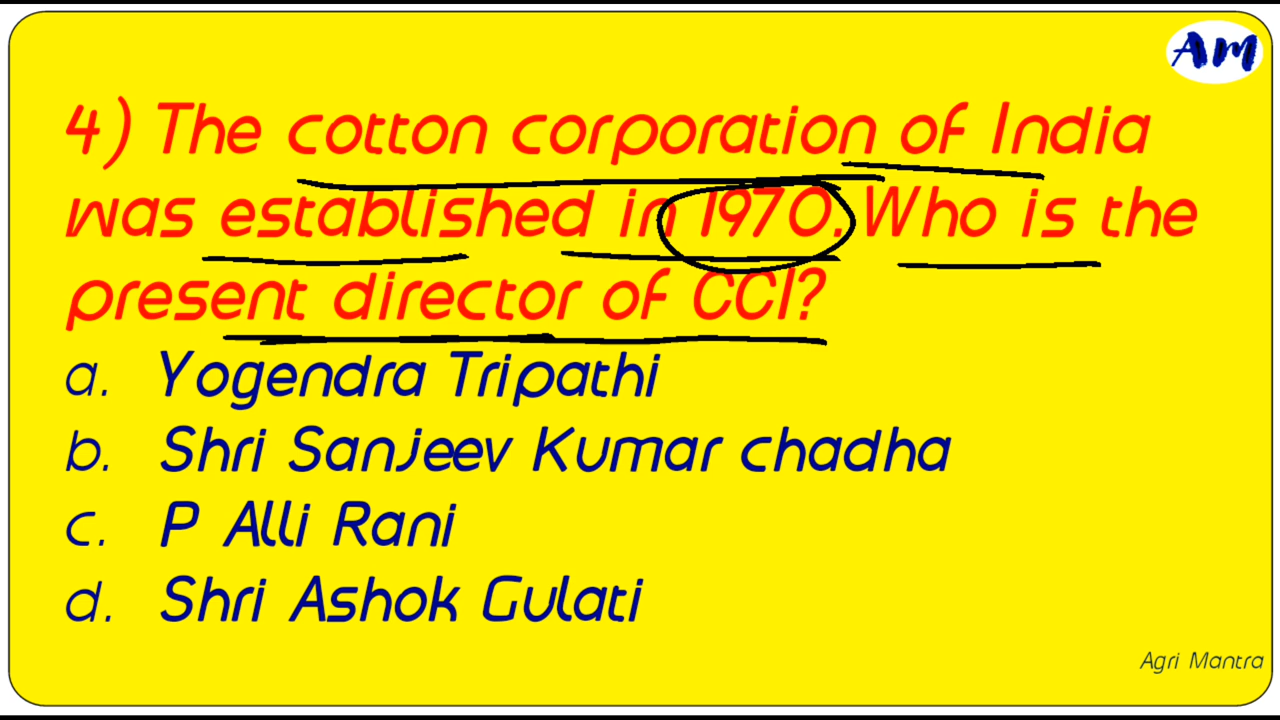 AM
4) The cotton corporation of India
was established in 1970. Who is the
present director of CCI?
a. Yogendra Tripathi
b. Shri Sanjeev Kumar chadha
c. P Alli Rani
d. Shri Ashok Gulati
Agri Mantra